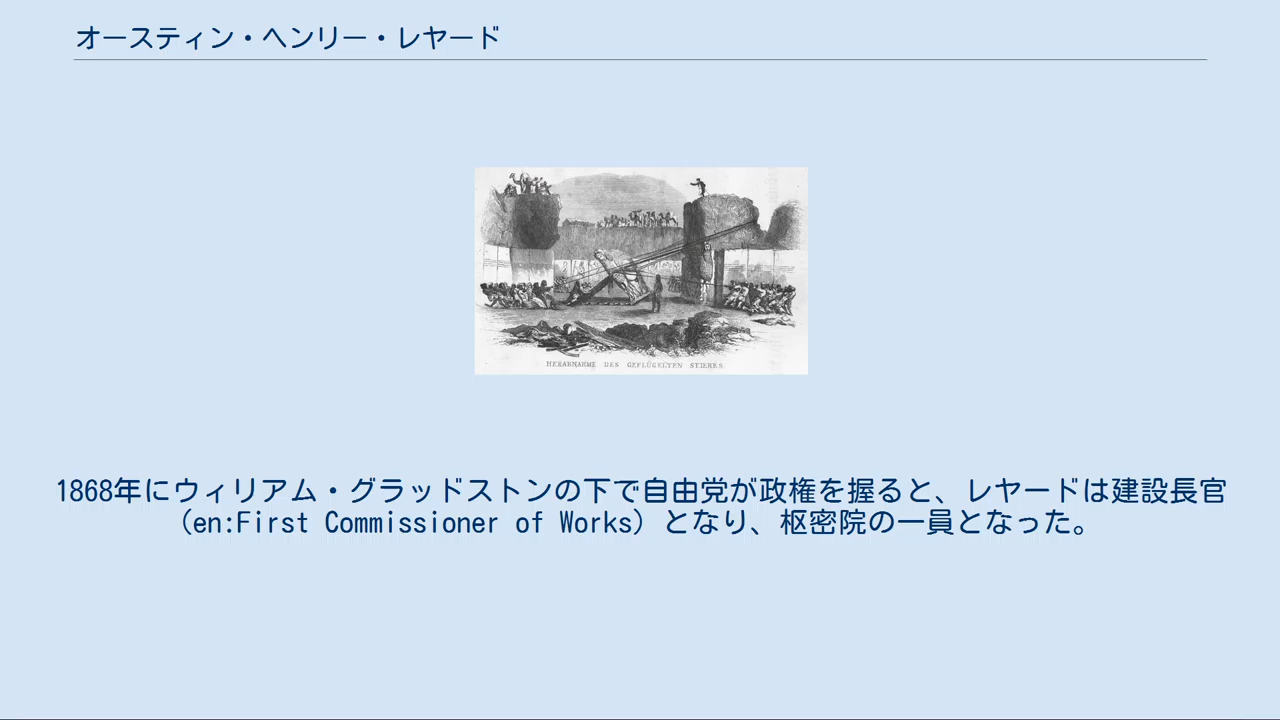 オースティン・ヘンリー・レヤード
HERABNAHME DES GEFLÜGELTEN STIERES.
1868年にウィリアム・グラッドストンの下で自由党が政権を握ると、レヤードは建設長官
（en:First Commissioner of Works）となり、枢密院の一員となった。